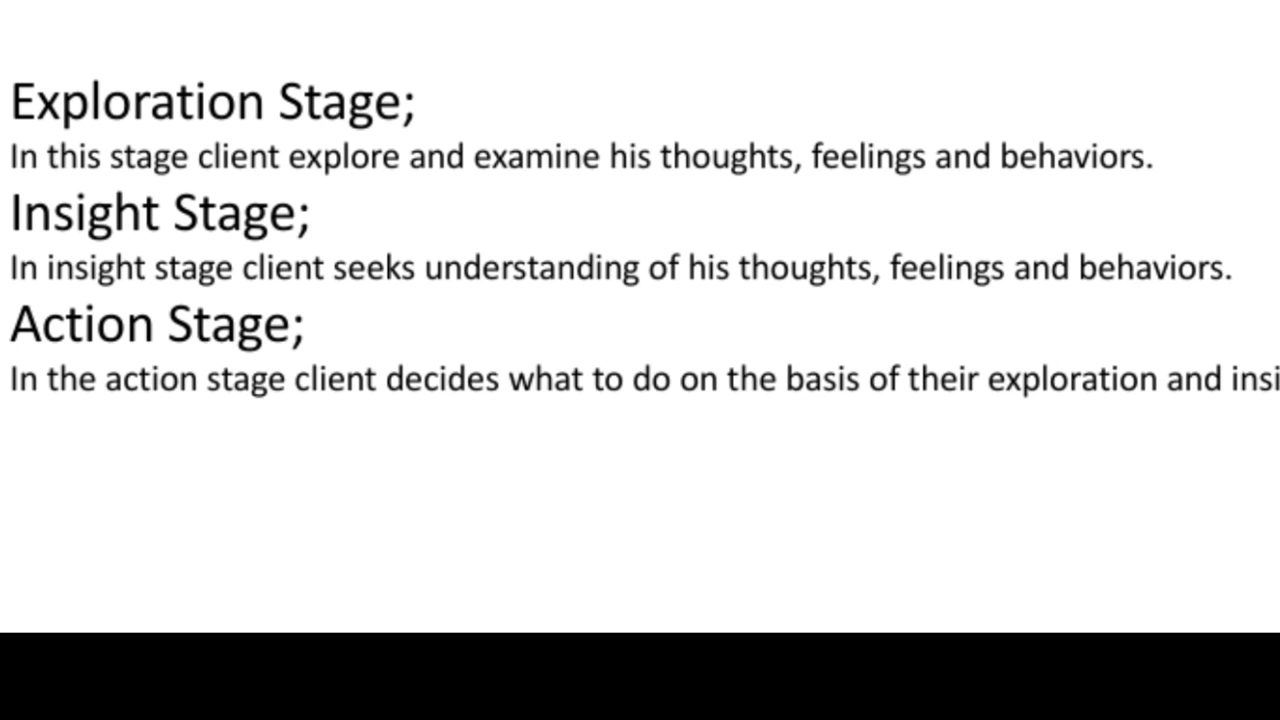 Exploration Stage;
In this stage client explore and examine his thoughts, feelings and behaviors.
Insight Stage;
In insight stage client seeks understanding of his thoughts, feelings and behaviors.
Action Stage;
In the action stage client decides what to do on the basis of their exploration and